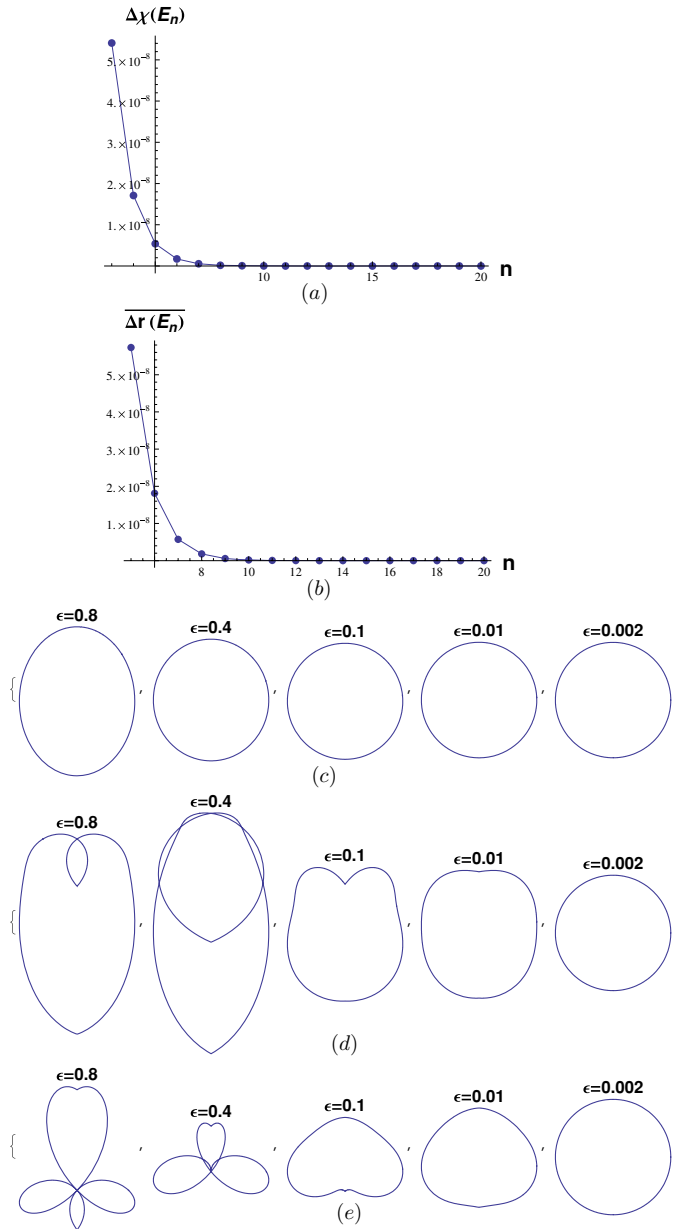 Δχ(E_n)
5. × 10⁻⁸
4. × 10⁻⁸
3. × 10⁻⁸
2. × 10⁻⁸
1. × 10⁻⁸
10 15 20 n
(a)
Δr (E_n)
5. × 10⁻⁸
4. × 10⁻⁸
3. × 10⁻⁸
2. × 10⁻⁸
1. × 10⁻⁸
8 10 12 14 16 18 20 n
(b)
ϵ=0.8 ϵ=0.4 ϵ=0.1 ϵ=0.01 ϵ=0.002
{ , , , ,
(c)
ϵ=0.8 ϵ=0.4 ϵ=0.1 ϵ=0.01 ϵ=0.002
{ , , , ,
(d)
ϵ=0.8 ϵ=0.4 ϵ=0.1 ϵ=0.01 ϵ=0.002
{ , , , ,
(e)